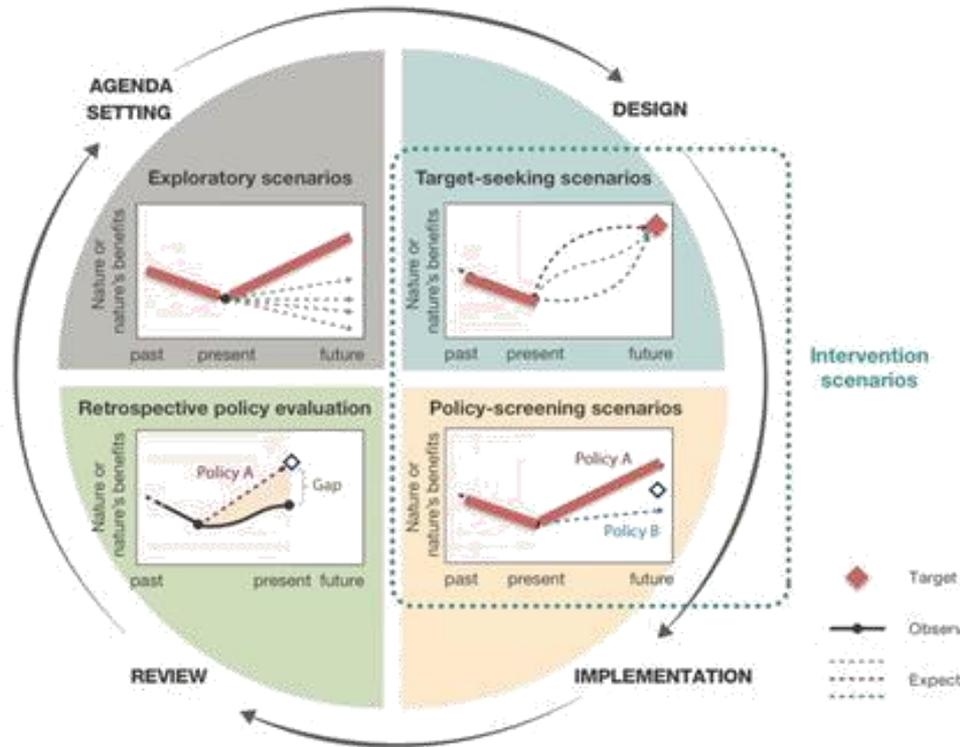 AGENDA
SETTING
DESIGN
Exploratory scenarios
Nature or
nature's benefits
past present future
Target-seeking scenarios
Nature or
nature's benefits
past present future
Intervention
scenarios
Retrospective policy evaluation
Nature or
nature's benefits
Policy A
Gap
past present future
Policy-screening scenarios
Nature or
nature's benefits
Policy A
Policy B
past present future
Target
Observ
Expect
REVIEW
IMPLEMENTATION